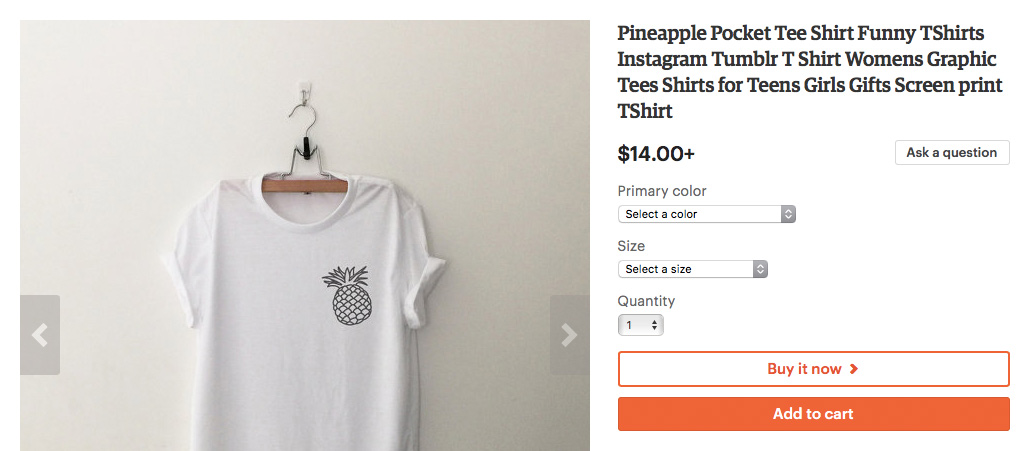 Pineapple Pocket Tee Shirt Funny TShirts
Instagram Tumblr T Shirt Womens Graphic
Tees Shirts for Teens Girls Gifts Screen print
TShirt
$14.00+
Ask a question
Primary color
Select a color
Size
Select a size
Quantity
1
Buy it now
Add to cart